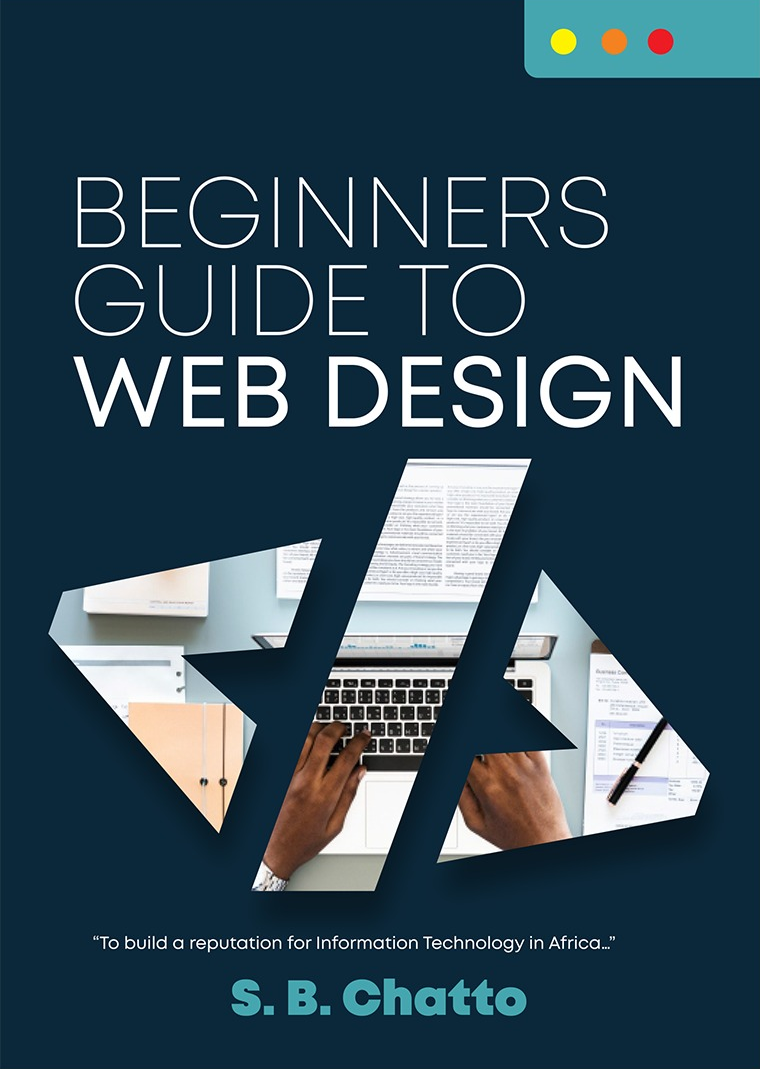 BEGINNERS
GUIDE TO
WEB DESIGN
“To build a reputation for Information Technology in Africa...”
S. B. Chatto